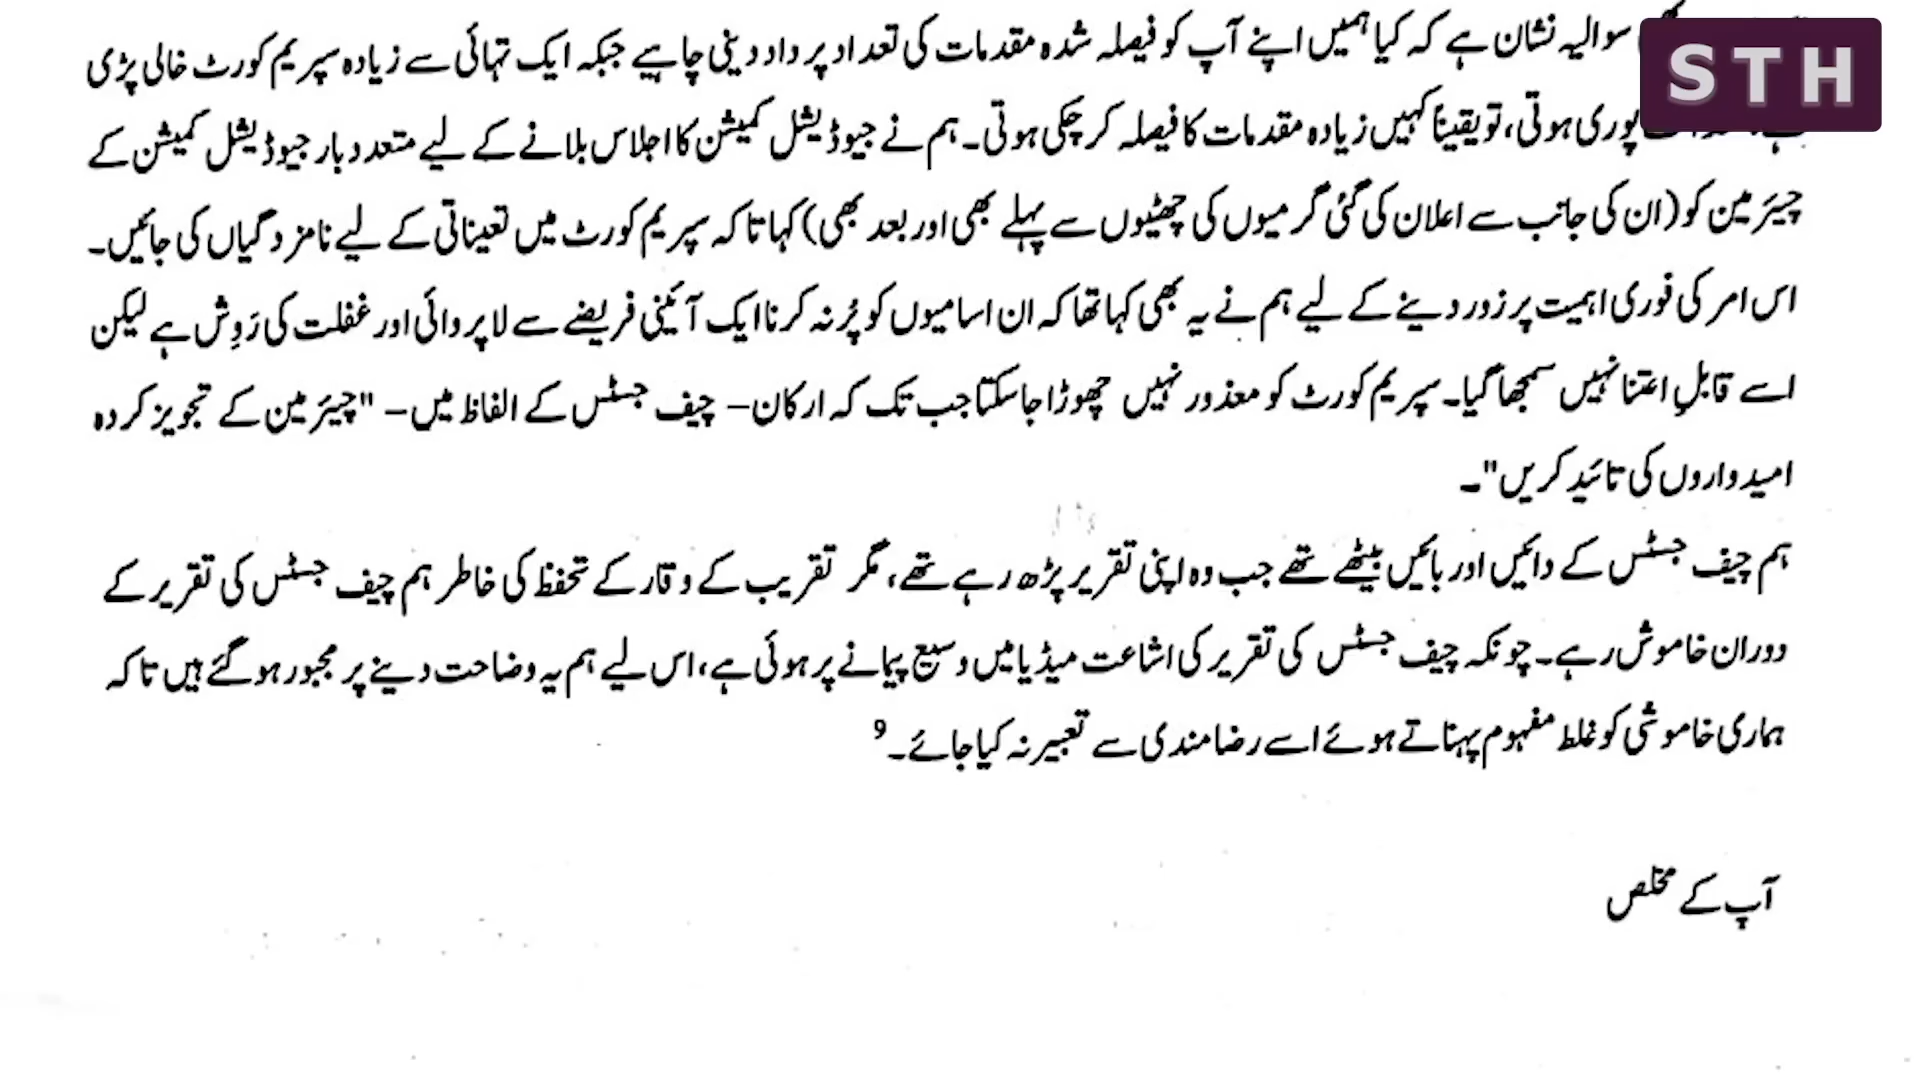 سوالیہ نشان ہے کہ کیا ہمیں اپنے آپ کو فیصلہ شدہ مقدمات کی تعداد پر داد دینی چاہیے جبکہ ایک تہائی سے زیادہ سپریم کورٹ خالی پڑی
STH
پوری ہوتی، تو یقیناً کہیں زیادہ مقدمات کا فیصلہ کر چکی ہوتی۔ ہم نے جیوڈیشل کمیشن کا اجلاس بلانے کے لیے متعدد بار جیوڈیشل کمیشن کے
چیئرمین کو (ان کی جانب سے اعلان کی گئی گرمیوں کی چھٹیوں سے پہلے بھی اور بعد بھی) کہا تا کہ سپریم کورٹ میں تعیناتی کے لیے نامزدگیاں کی جائیں۔
اس امر کی فوری اہمیت پر زور دینے کے لیے ہم نے یہ بھی کہا تھا کہ ان اسامیوں کو پُر نہ کرنا ایک آئینی فریضے سے لاپروائی اور غفلت کی رَوِش ہے لیکن
اسے قابلِ اعتنا نہیں سمجھا گیا۔ سپریم کورٹ کو معذور نہیں چھوڑا جا سکتا جب تک کہ ارکان – چیف جسٹس کے الفاظ میں – "چیئرمین کے تجویز کردہ
امیدواروں کی تائید کریں"۔
ہم چیف جسٹس کے دائیں اور بائیں بیٹھے تھے جب وہ اپنی تقریر پڑھ رہے تھے، مگر تقریب کے وقار کے تحفظ کی خاطر ہم چیف جسٹس کی تقریر کے
دوران خاموش رہے۔ چونکہ چیف جسٹس کی تقریر کی اشاعت میڈیا میں وسیع پیمانے پر ہوئی ہے، اس لیے ہم یہ وضاحت دینے پر مجبور ہو گئے ہیں تا کہ
ہماری خاموشی کو غلط مفہوم پہناتے ہوئے اسے رضامندی سے تعبیر نہ کیا جائے۔ 9
آپ کے مخلص